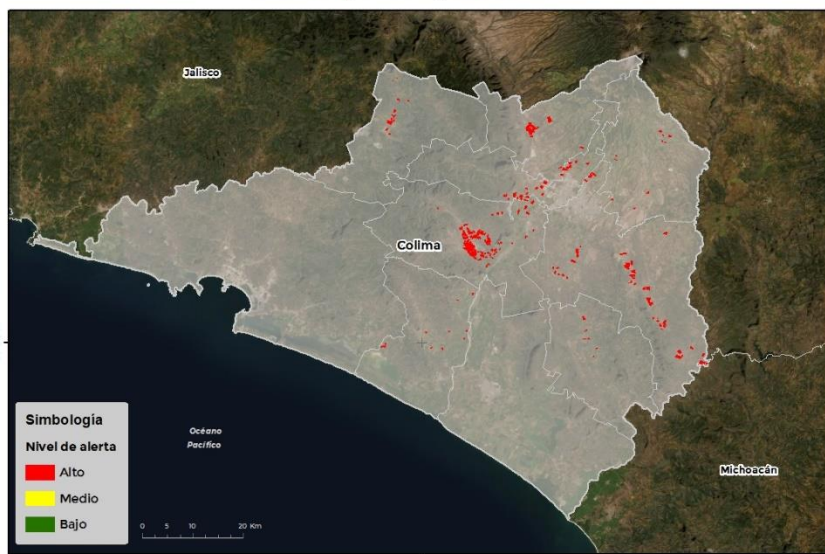 Jalisco
Colima
Océano
Pacífico
Michoacán
Simbología
Nivel de alerta
Alto
Medio
Bajo
0 5 10 20 Km